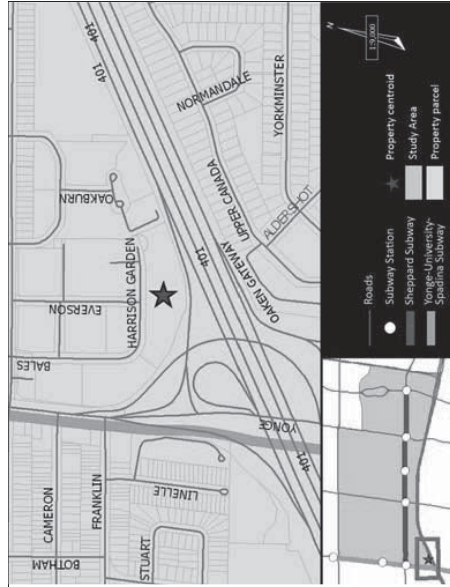 401
401
401
NORMANDALE
YORKMINSTER
OAKBURN
UPPER CANADA
ALDERSHOT
401
OAKEN GATEWAY
HARRISON GARDEN
EVERSON
BALES
YONGE
401
CAMERON
FRANKLIN
LINELLE
BOTHAM
STUART
N
1:9,000
Roads
Subway Station
Sheppard Subway
Yonge-University-
Spadina Subway
Property centroid
Study Area
Property parcel